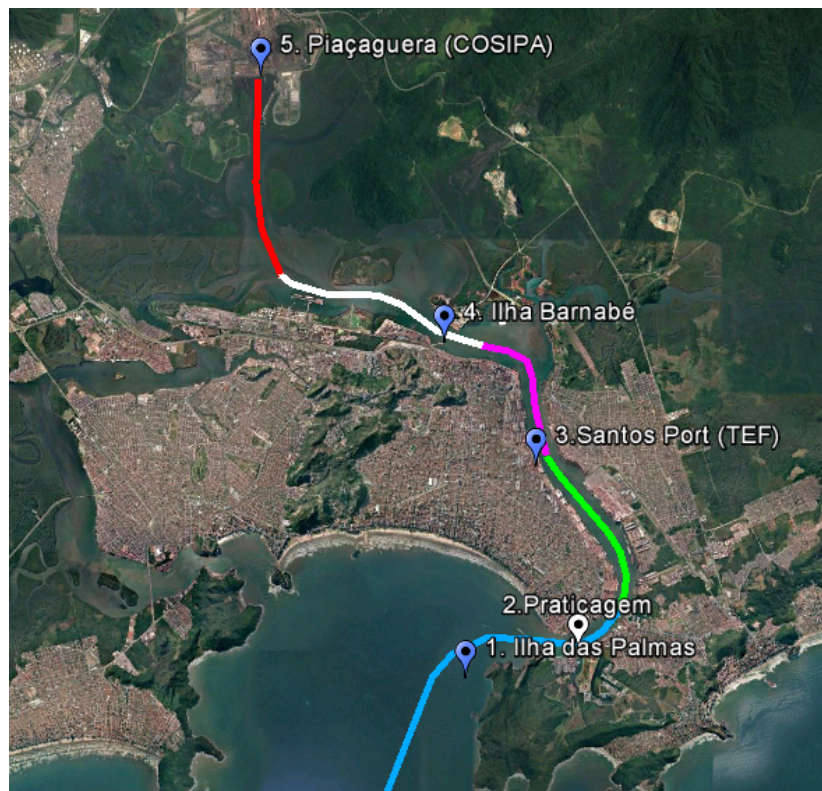 5. Piaçaguera (COSIPA)
4. Ilha Barnabé
3.Santos Port (TEF)
2.Praticagem
1. Ilha das Palmas